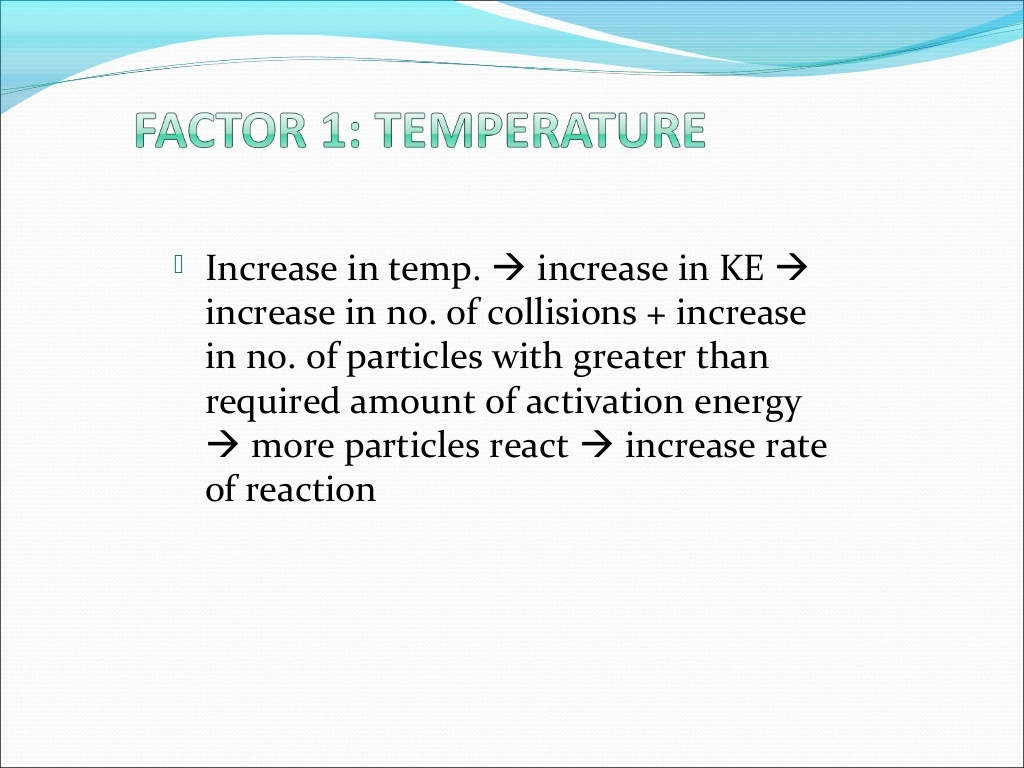 FACTOR 1: TEMPERATURE
Increase in temp. → increase in KE →
increase in no. of collisions + increase
in no. of particles with greater than
required amount of activation energy
→ more particles react → increase rate
of reaction